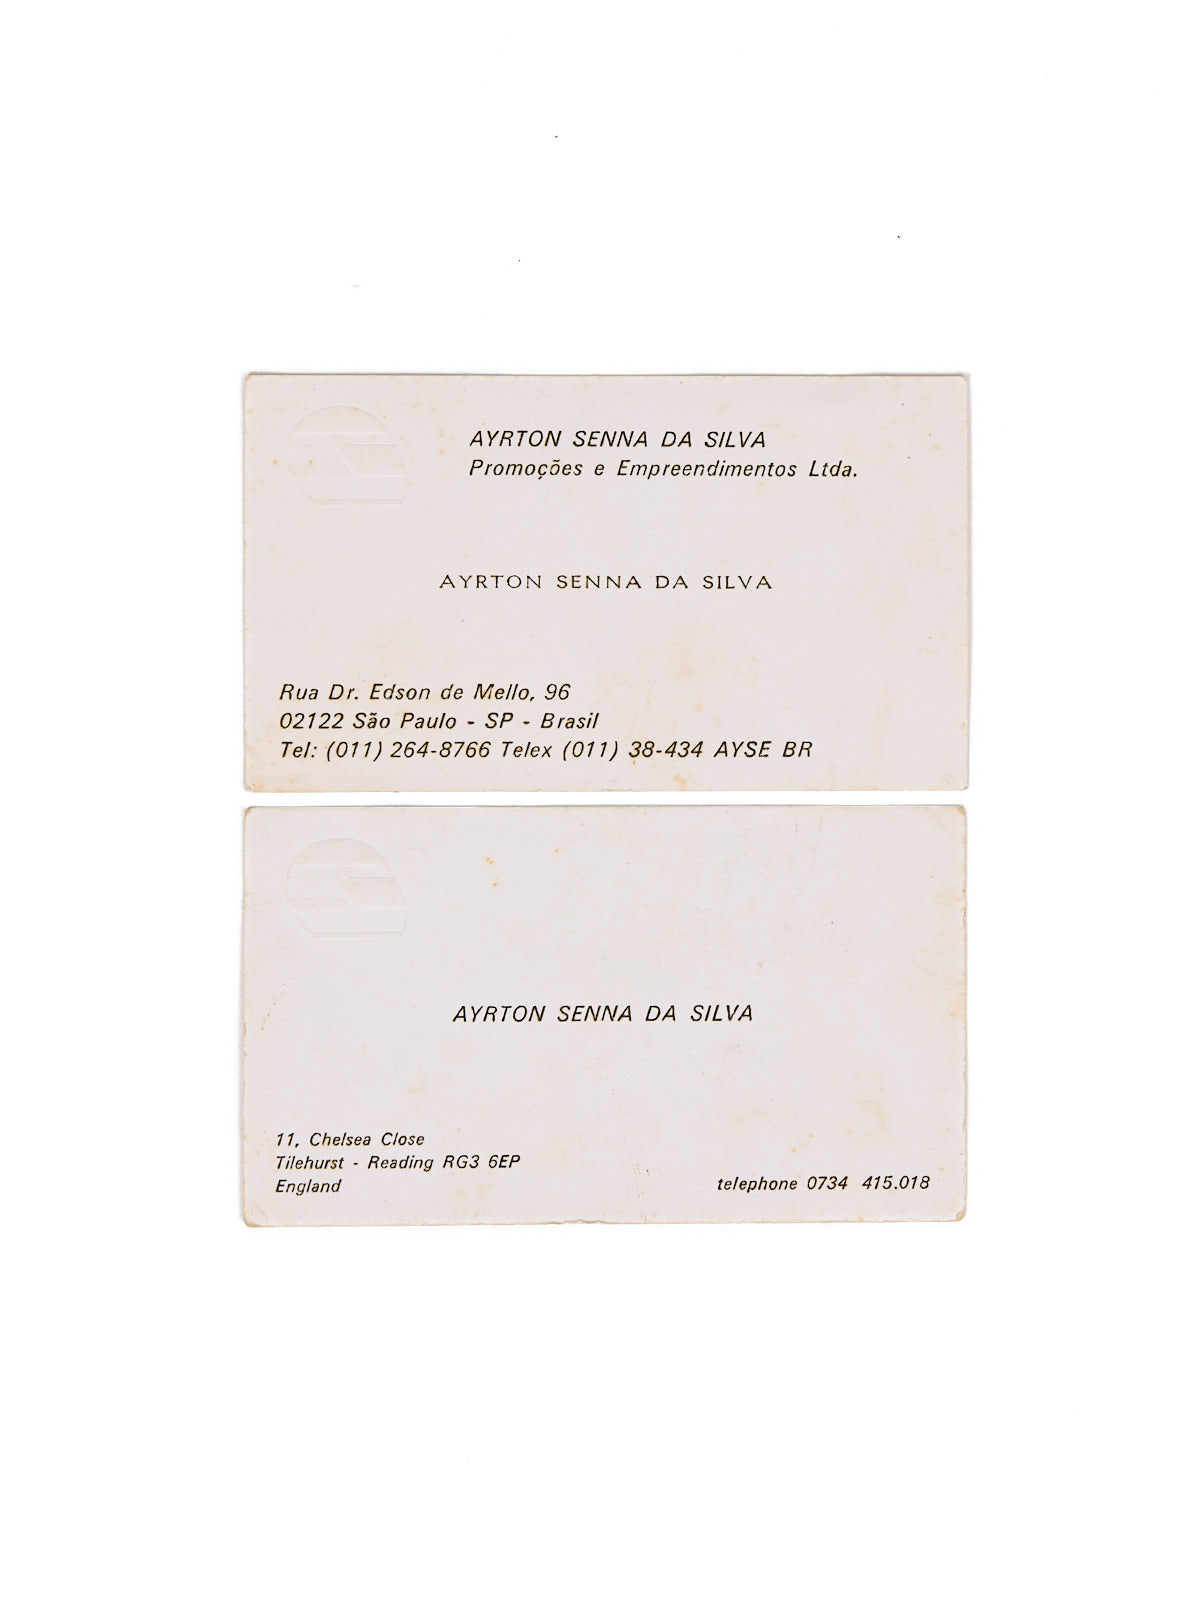 AYRTON SENNA DA SILVA
Promoções e Empreendimentos Ltda.
AYRTON SENNA DA SILVA
Rua Dr. Edson de Mello, 96
02122 São Paulo - SP - Brasil
Tel: (011) 264-8766 Telex (011) 38-434 AYSE BR
AYRTON SENNA DA SILVA
11, Chelsea Close
Tilehurst - Reading RG3 6EP
England
telephone 0734 415.018